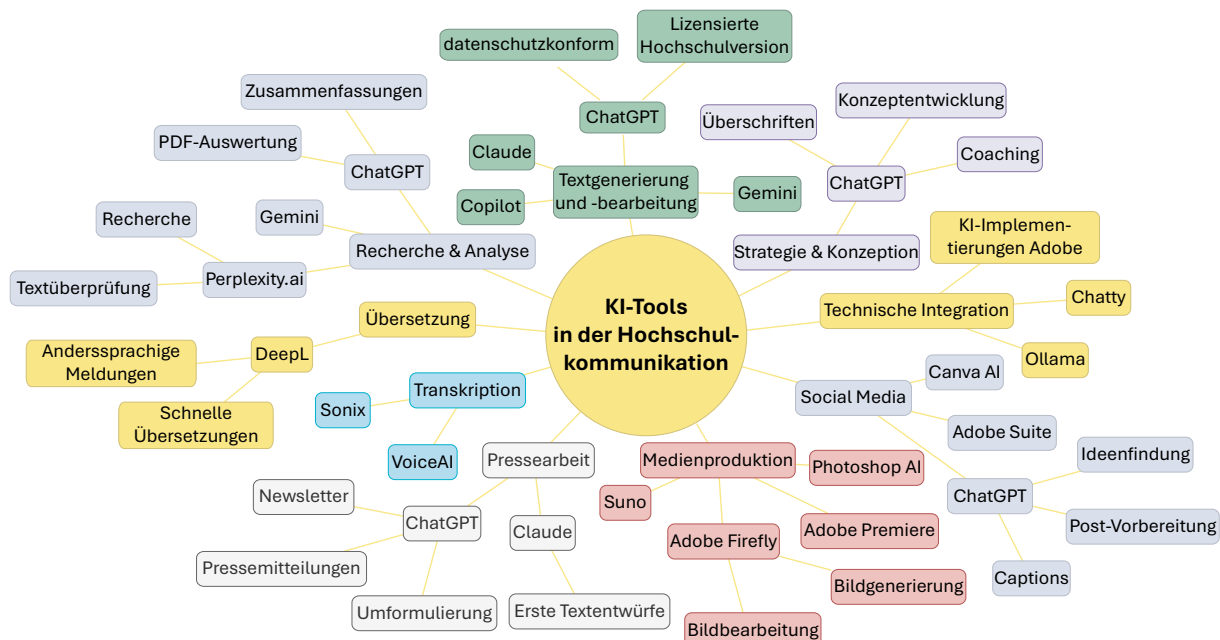 KI-Tools
in der Hochschul-
kommunikation
Textgenerierung
und -bearbeitung
ChatGPT
datenschutzkonform
Lizensierte
Hochschulversion
Claude
Copilot
Gemini
Strategie & Konzeption
ChatGPT
Überschriften
Konzeptentwicklung
Coaching
Technische Integration
KI-Implemen-
tierungen Adobe
Chatty
Ollama
Social Media
Canva AI
Adobe Suite
ChatGPT
Ideenfindung
Post-Vorbereitung
Captions
Medienproduktion
Photoshop AI
Suno
Adobe Premiere
Adobe Firefly
Bildgenerierung
Bildbearbeitung
Pressearbeit
ChatGPT
Newsletter
Pressemitteilungen
Umformulierung
Claude
Erste Textentwürfe
Transkription
Sonix
VoiceAI
Übersetzung
DeepL
Anderssprachige
Meldungen
Schnelle
Übersetzungen
Recherche & Analyse
ChatGPT
Zusammenfassungen
PDF-Auswertung
Gemini
Perplexity.ai
Recherche
Textüberprüfung